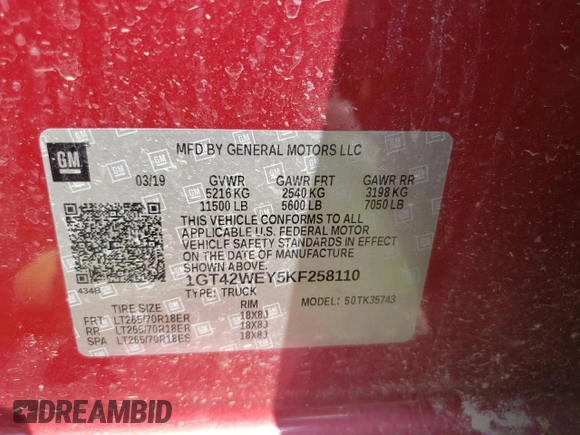 GM
MFD BY GENERAL MOTORS LLC
03/19 GVWR GAWR FRT GAWR RR
5216 KG 2540 KG 3198 KG
11500 LB 5600 LB 7050 LB
THIS VEHICLE CONFORMS TO ALL
APPLICABLE U.S. FEDERAL MOTOR
VEHICLE SAFETY STANDARDS IN EFFECT
ON THE DATE OF MANUFACTURE
SHOWN ABOVE.
434B
1GT42WEY5KF258110
TYPE: TRUCK MODEL: 50TK35743
TIRE SIZE RIM
FRT LT265/70R18ER 18X8J
RR LT265/70R18ER 18X8J
SPA LT265/70R18ES 18X8J
DREAMBID